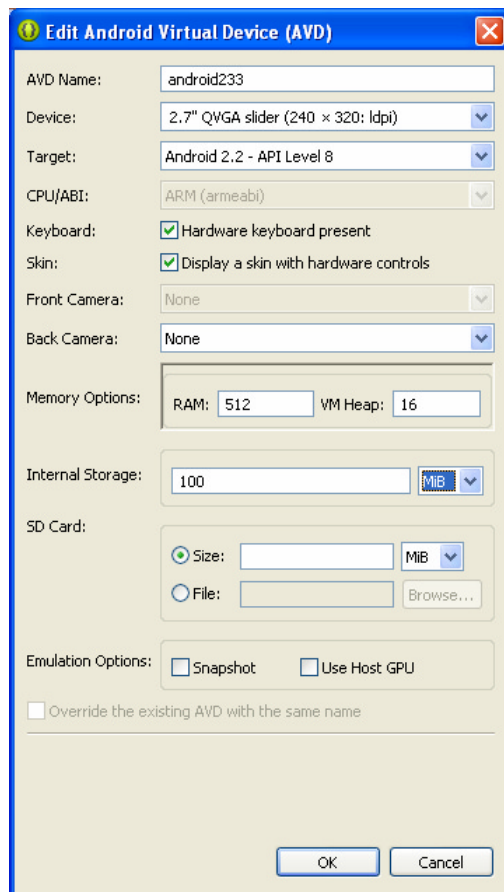 Edit Android Virtual Device (AVD)
AVD Name: android233
Device: 2.7" QVGA slider (240 × 320: ldpi)
Target: Android 2.2 - API Level 8
CPU/ABI: ARM (armeabi)
Keyboard: Hardware keyboard present
Skin: Display a skin with hardware controls
Front Camera: None
Back Camera: None
Memory Options: RAM: 512 VM Heap: 16
Internal Storage: 100 MiB
SD Card:
Size: MiB
File: Browse...
Emulation Options: Snapshot Use Host GPU
Override the existing AVD with the same name
OK Cancel